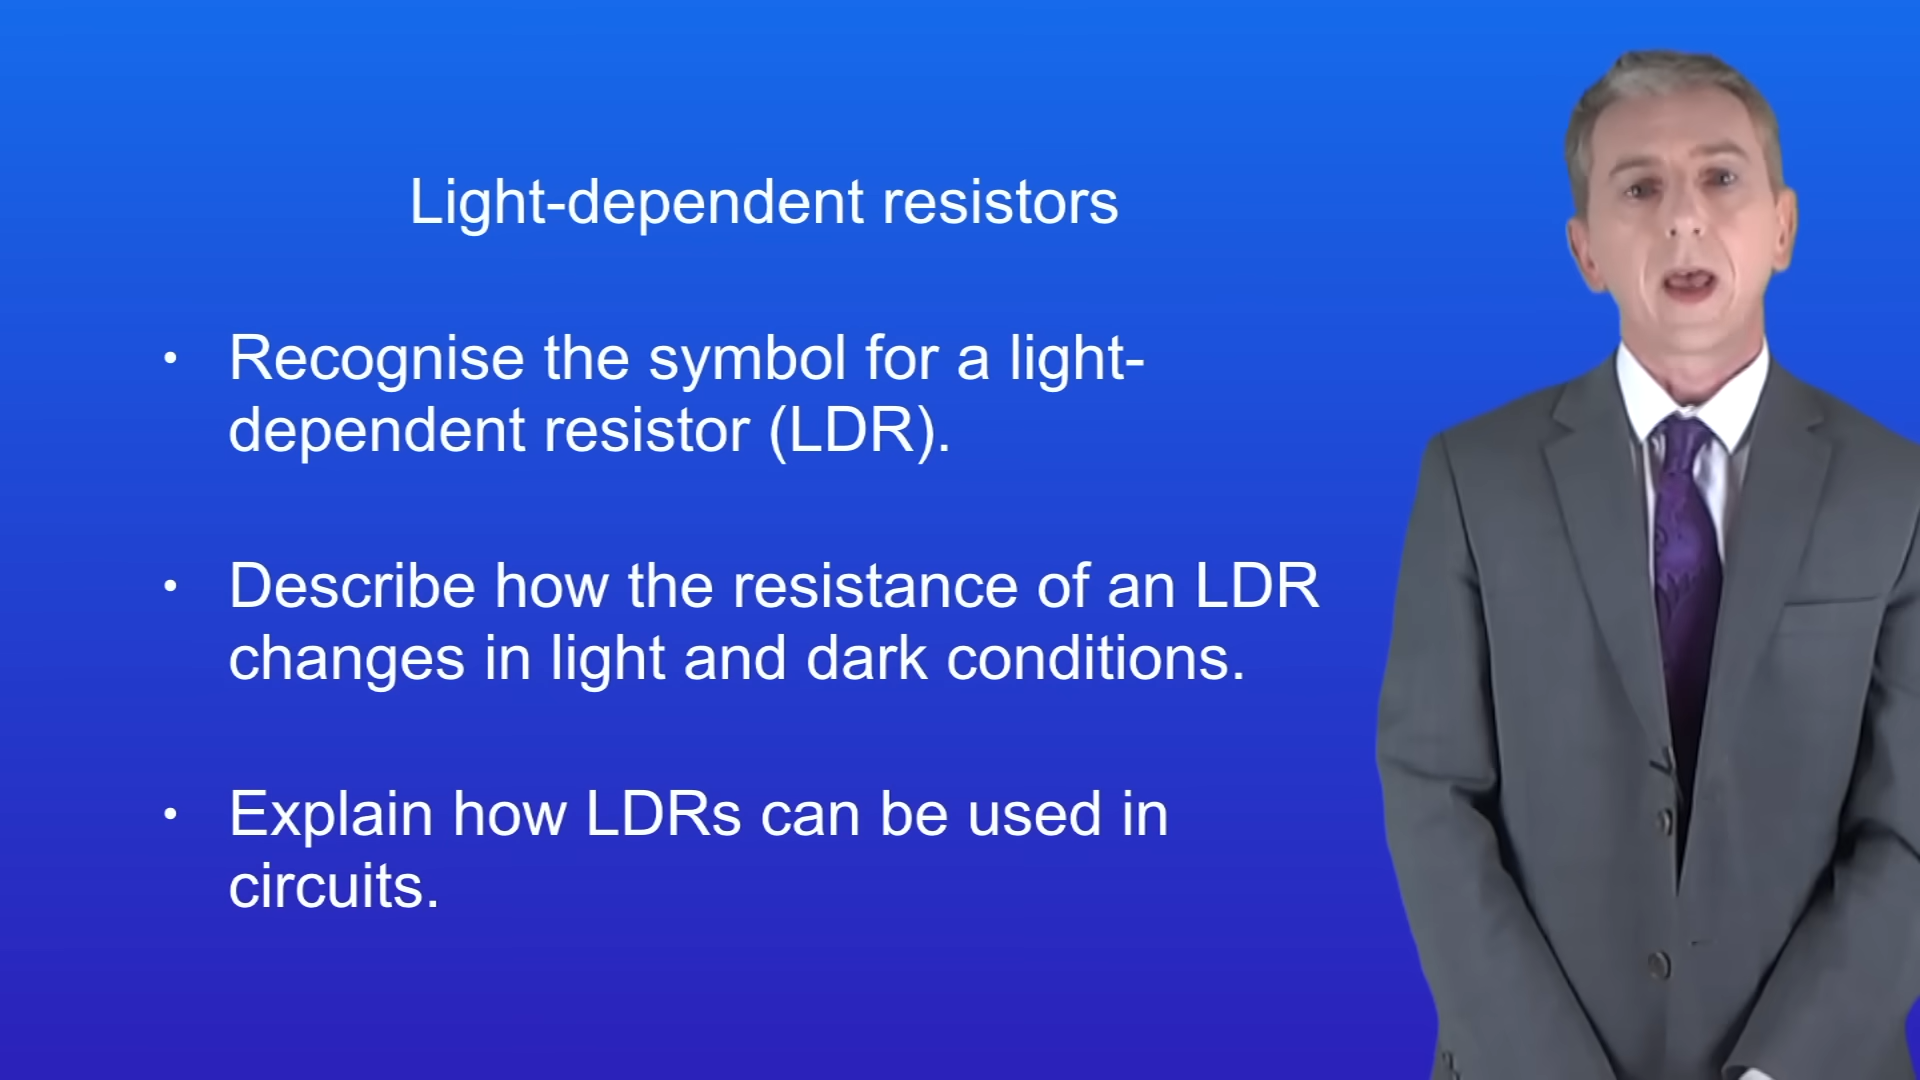 Light-dependent resistors
• Recognise the symbol for a light-
dependent resistor (LDR).
• Describe how the resistance of an LDR
changes in light and dark conditions.
• Explain how LDRs can be used in
circuits.